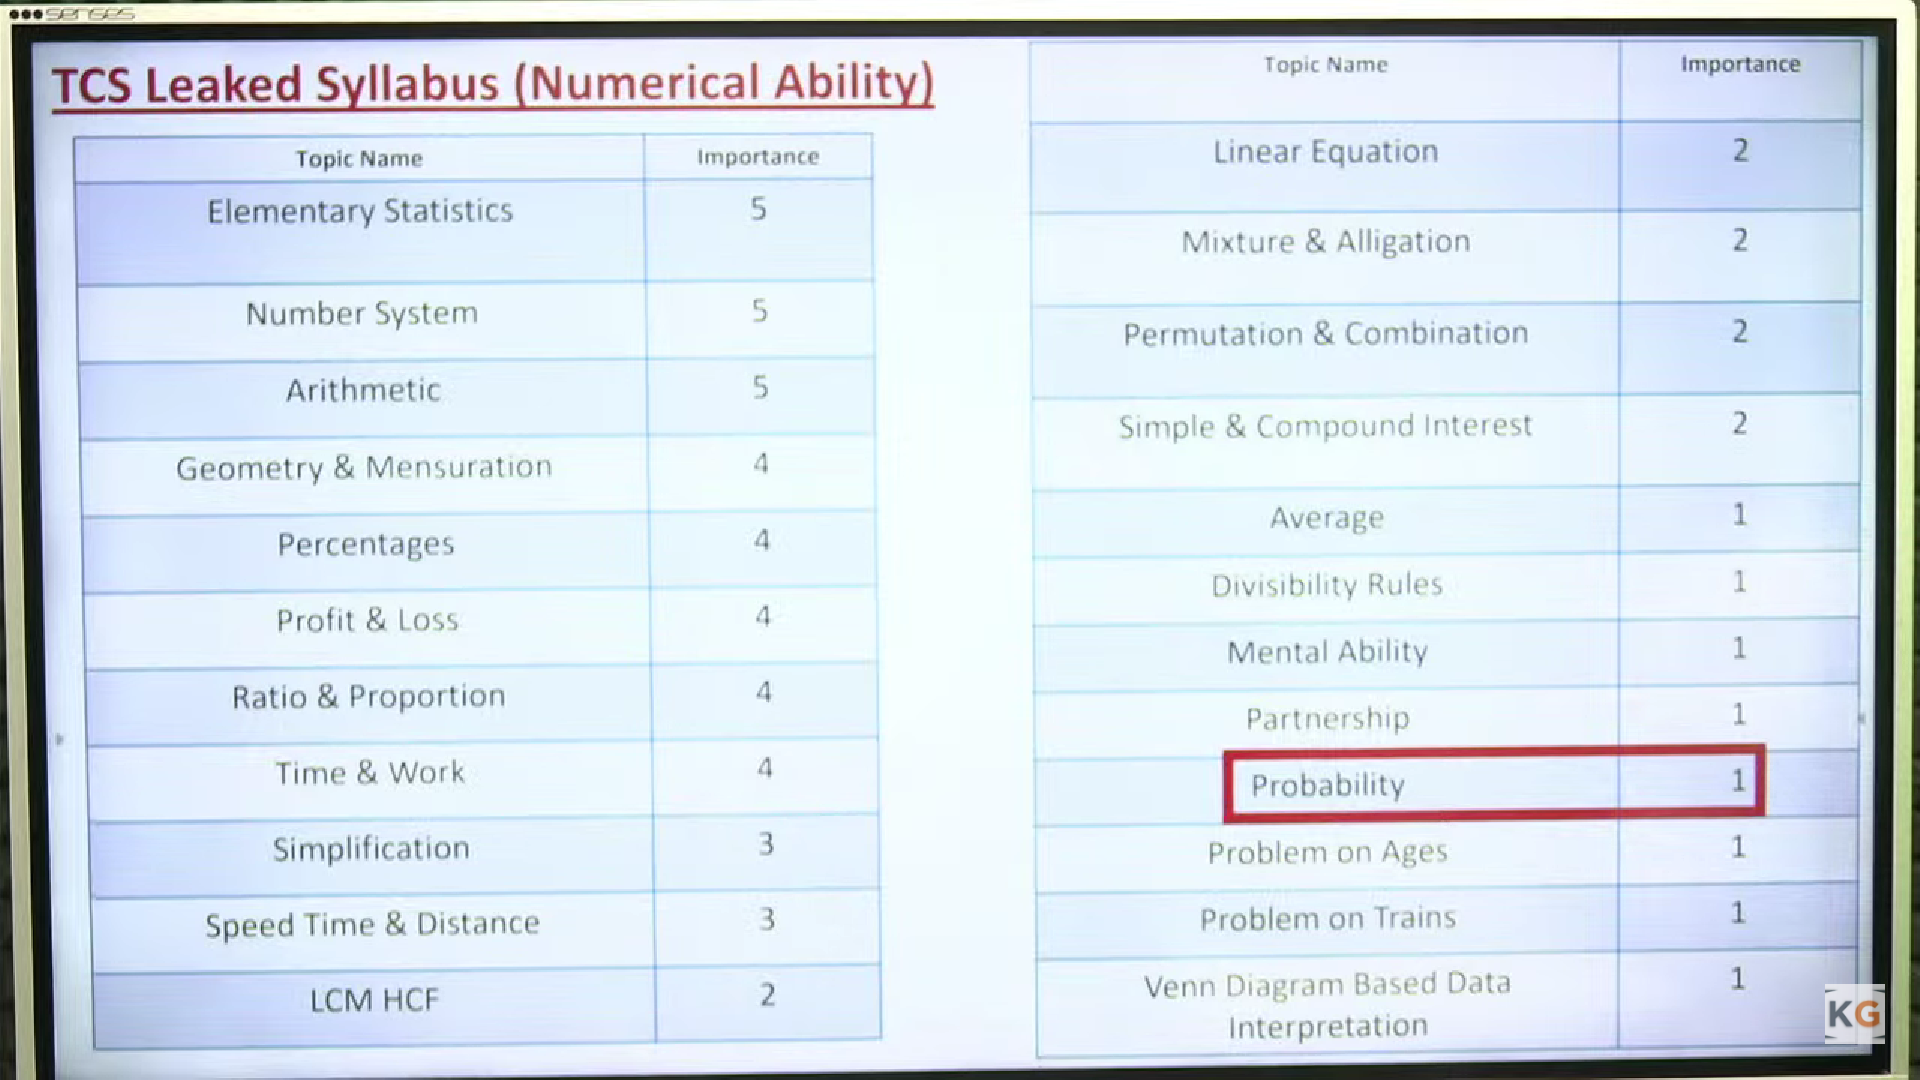 senses
TCS Leaked Syllabus (Numerical Ability)
Topic Name Importance
Elementary Statistics 5
Number System 5
Arithmetic 5
Geometry & Mensuration 4
Percentages 4
Profit & Loss 4
Ratio & Proportion 4
Time & Work 4
Simplification 3
Speed Time & Distance 3
LCM HCF 2
Topic Name Importance
Linear Equation 2
Mixture & Alligation 2
Permutation & Combination 2
Simple & Compound Interest 2
Average 1
Divisibility Rules 1
Mental Ability 1
Partnership 1
Probability 1
Problem on Ages 1
Problem on Trains 1
Venn Diagram Based Data 1
Interpretation
KG